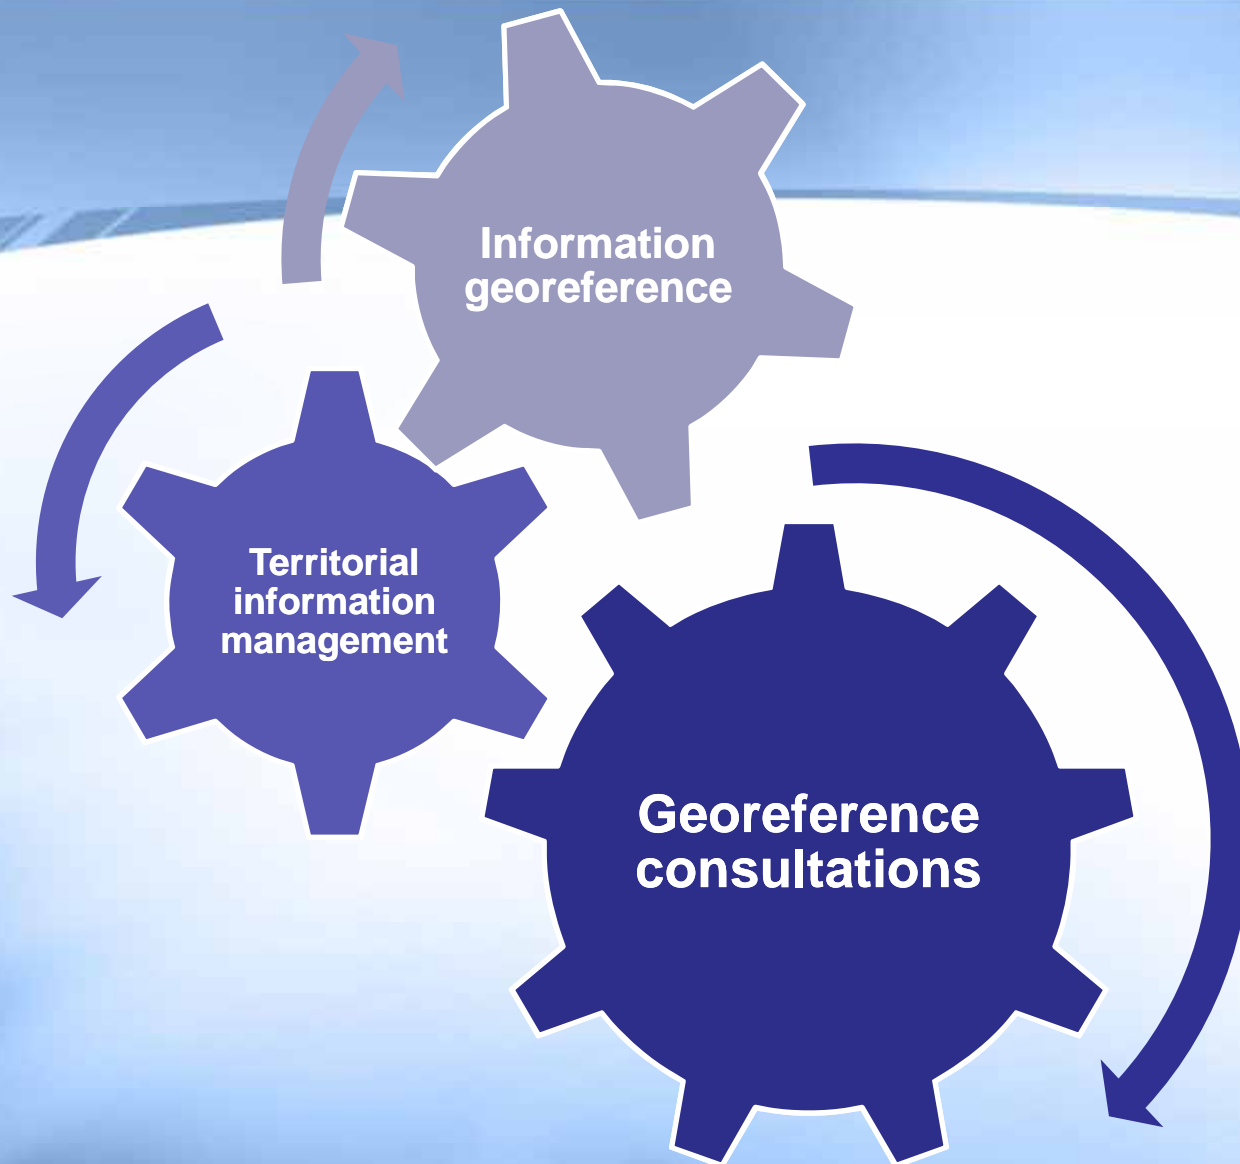 Information
georeference
Territorial
information
management
Georeference
consultations